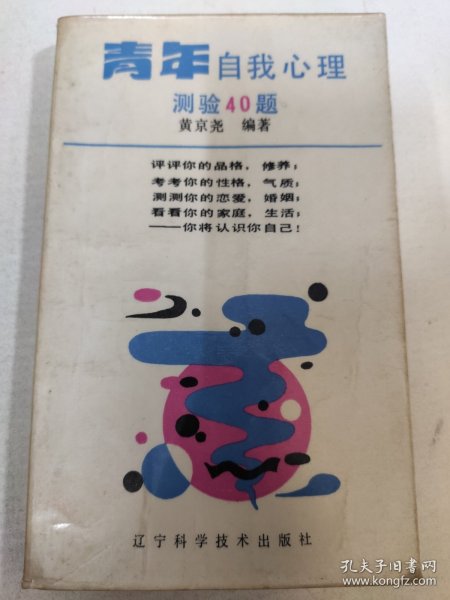 青年自我心理
测验40题
黄京尧 编著
评评你的品格，修养；
考考你的性格，气质；
测测你的恋爱，婚姻；
看看你的家庭，生活；
——你将认识你自己！
辽宁科学技术出版社
孔夫子旧书网
www.kongfz.com